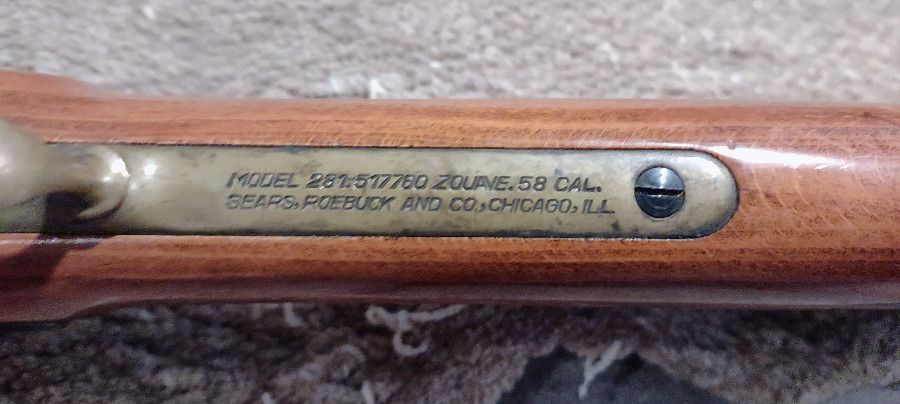 MODEL 281.517760 ZOUAVE .58 CAL.
SEARS, ROEBUCK AND CO., CHICAGO, ILL.